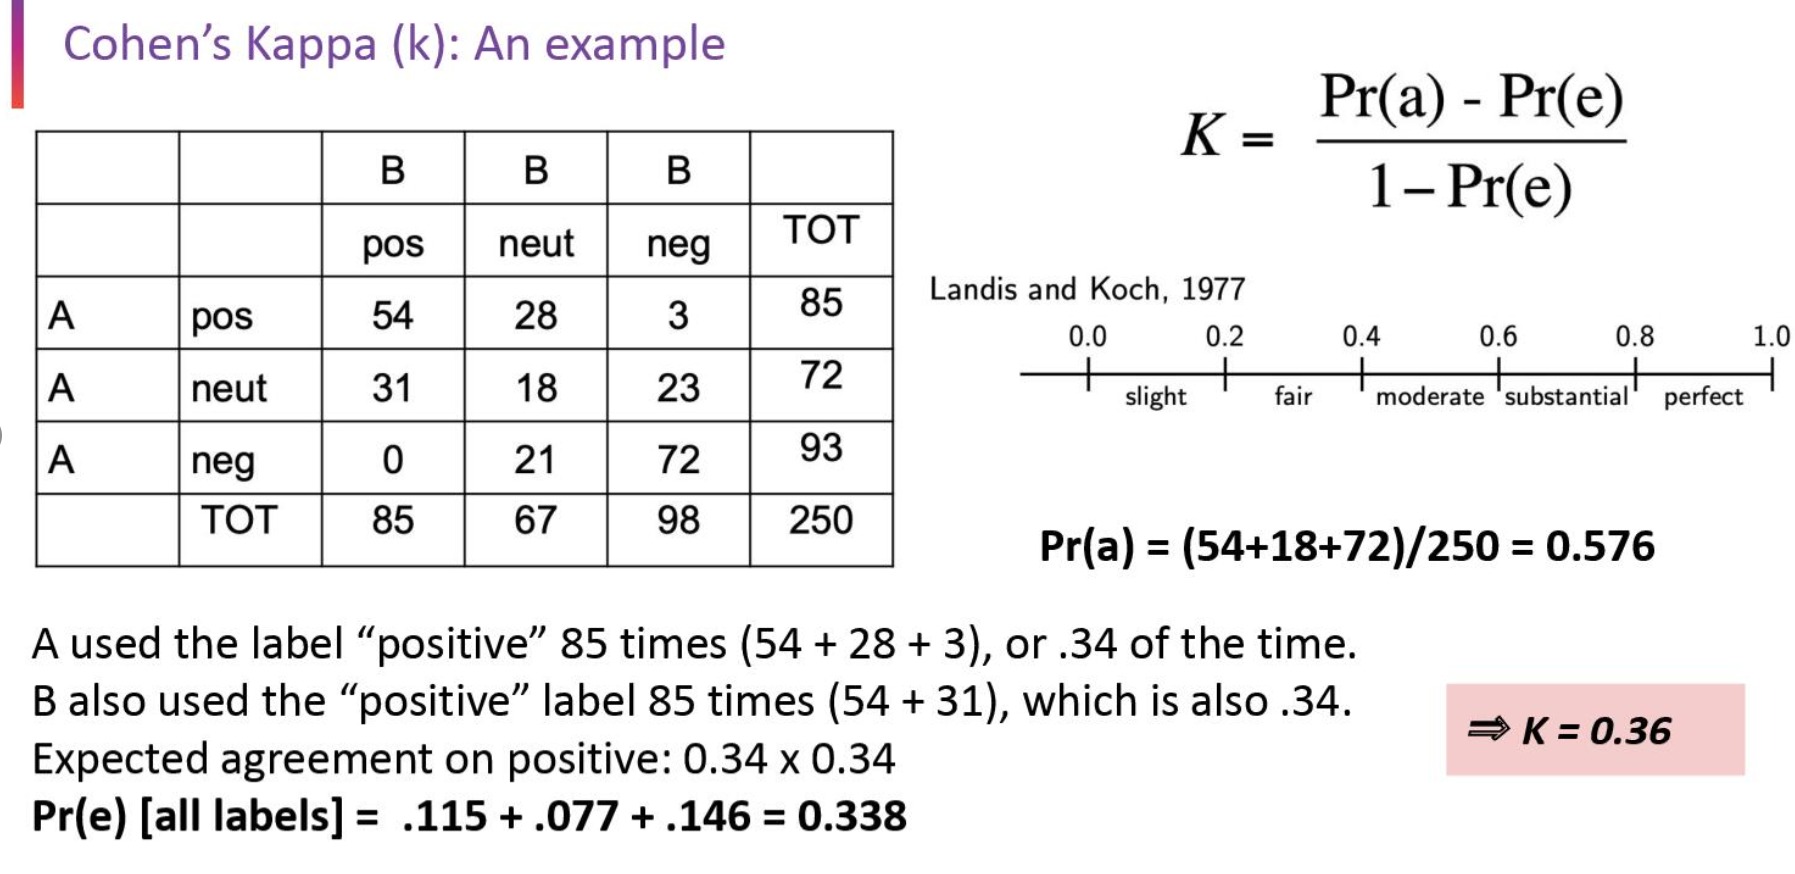 Cohen’s Kappa (k): An example
K = Pr(a) - Pr(e)
1 – Pr(e)
B B B
pos neut neg TOT
A pos 54 28 3 85
A neut 31 18 23 72
A neg 0 21 72 93
TOT 85 67 98 250
Landis and Koch, 1977
0.0 0.2 0.4 0.6 0.8 1.0
slight fair moderate substantial perfect
Pr(a) = (54+18+72)/250 = 0.576
A used the label “positive” 85 times (54 + 28 + 3), or .34 of the time.
B also used the “positive” label 85 times (54 + 31), which is also .34.
Expected agreement on positive: 0.34 x 0.34
Pr(e) [all labels] = .115 + .077 + .146 = 0.338
⇒ K = 0.36